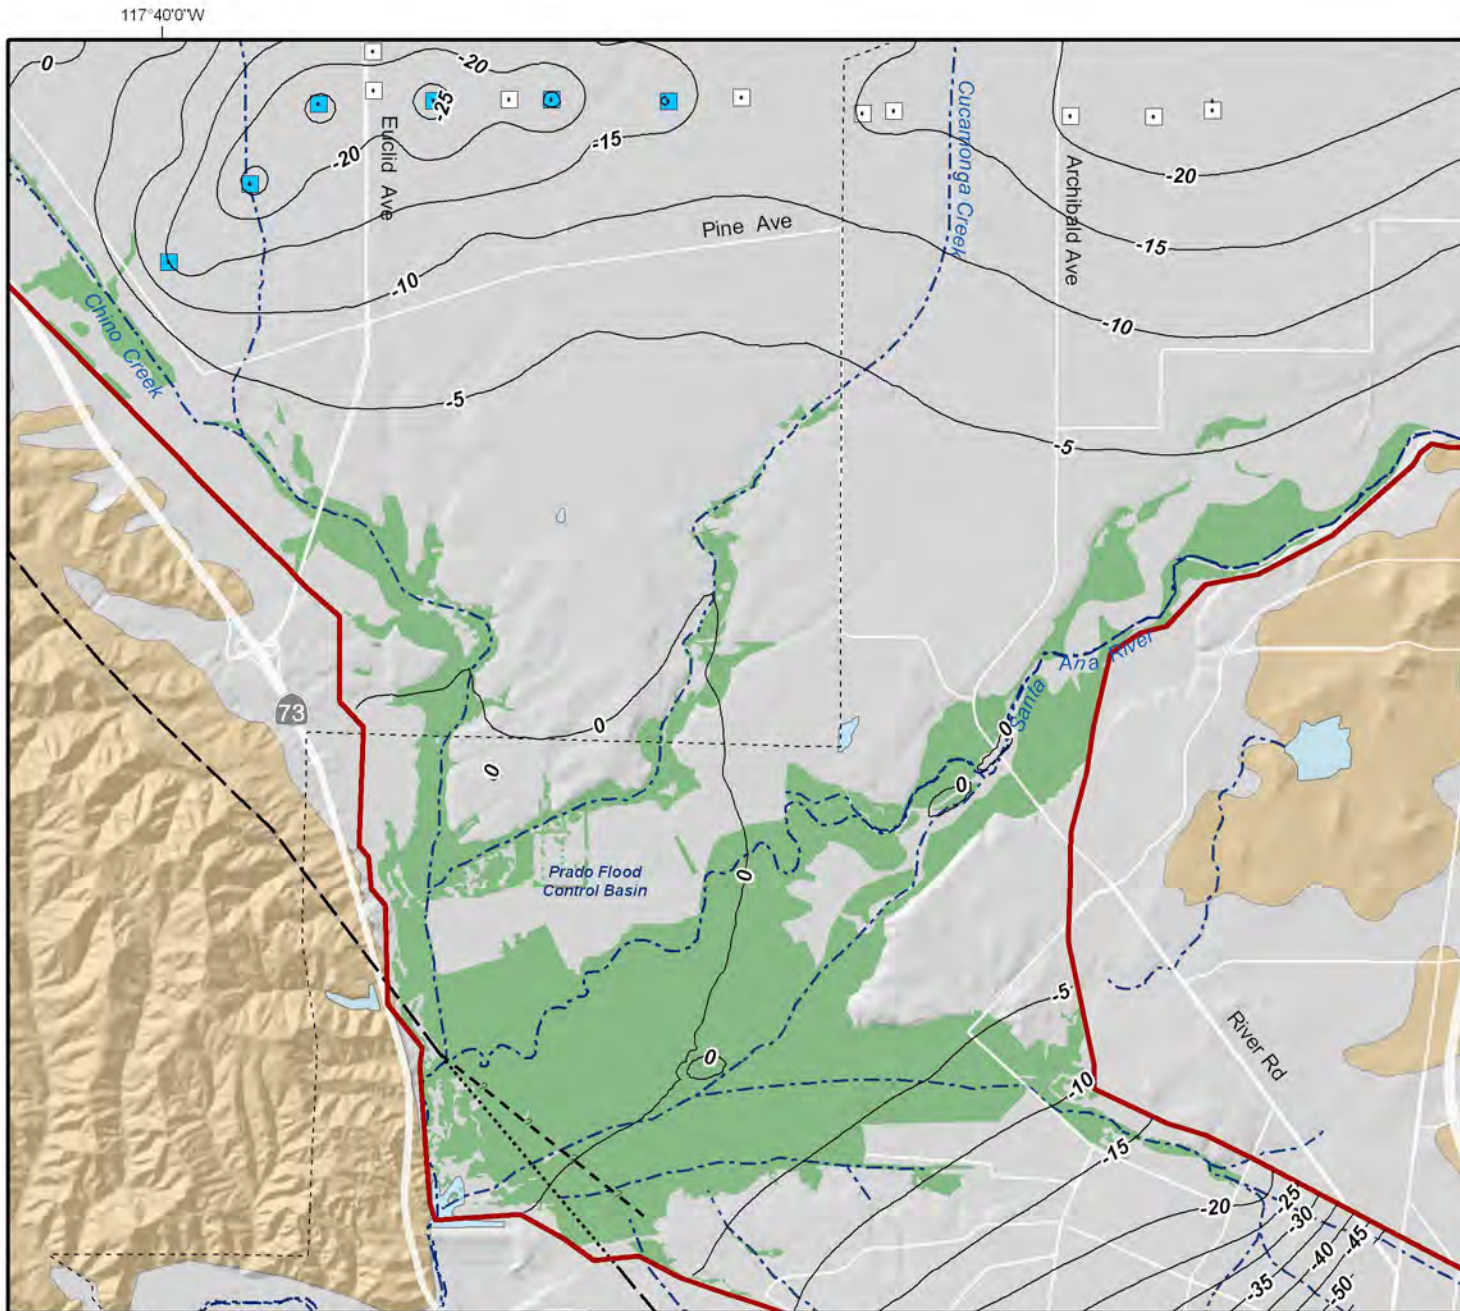 117°40'0"W
0
-20
-25
-20
-15
Euclid Ave
Cucamonga Creek
-20
Archibald Ave
Pine Ave
-15
-10
-10
Chino Creek
-5
-5
Santa Ana River
73
0
0
0
0
Prado Flood
Control Basin
0
-5
River Rd
0
-10
-15
-20
-25
-30
-40
-45
-35
-50